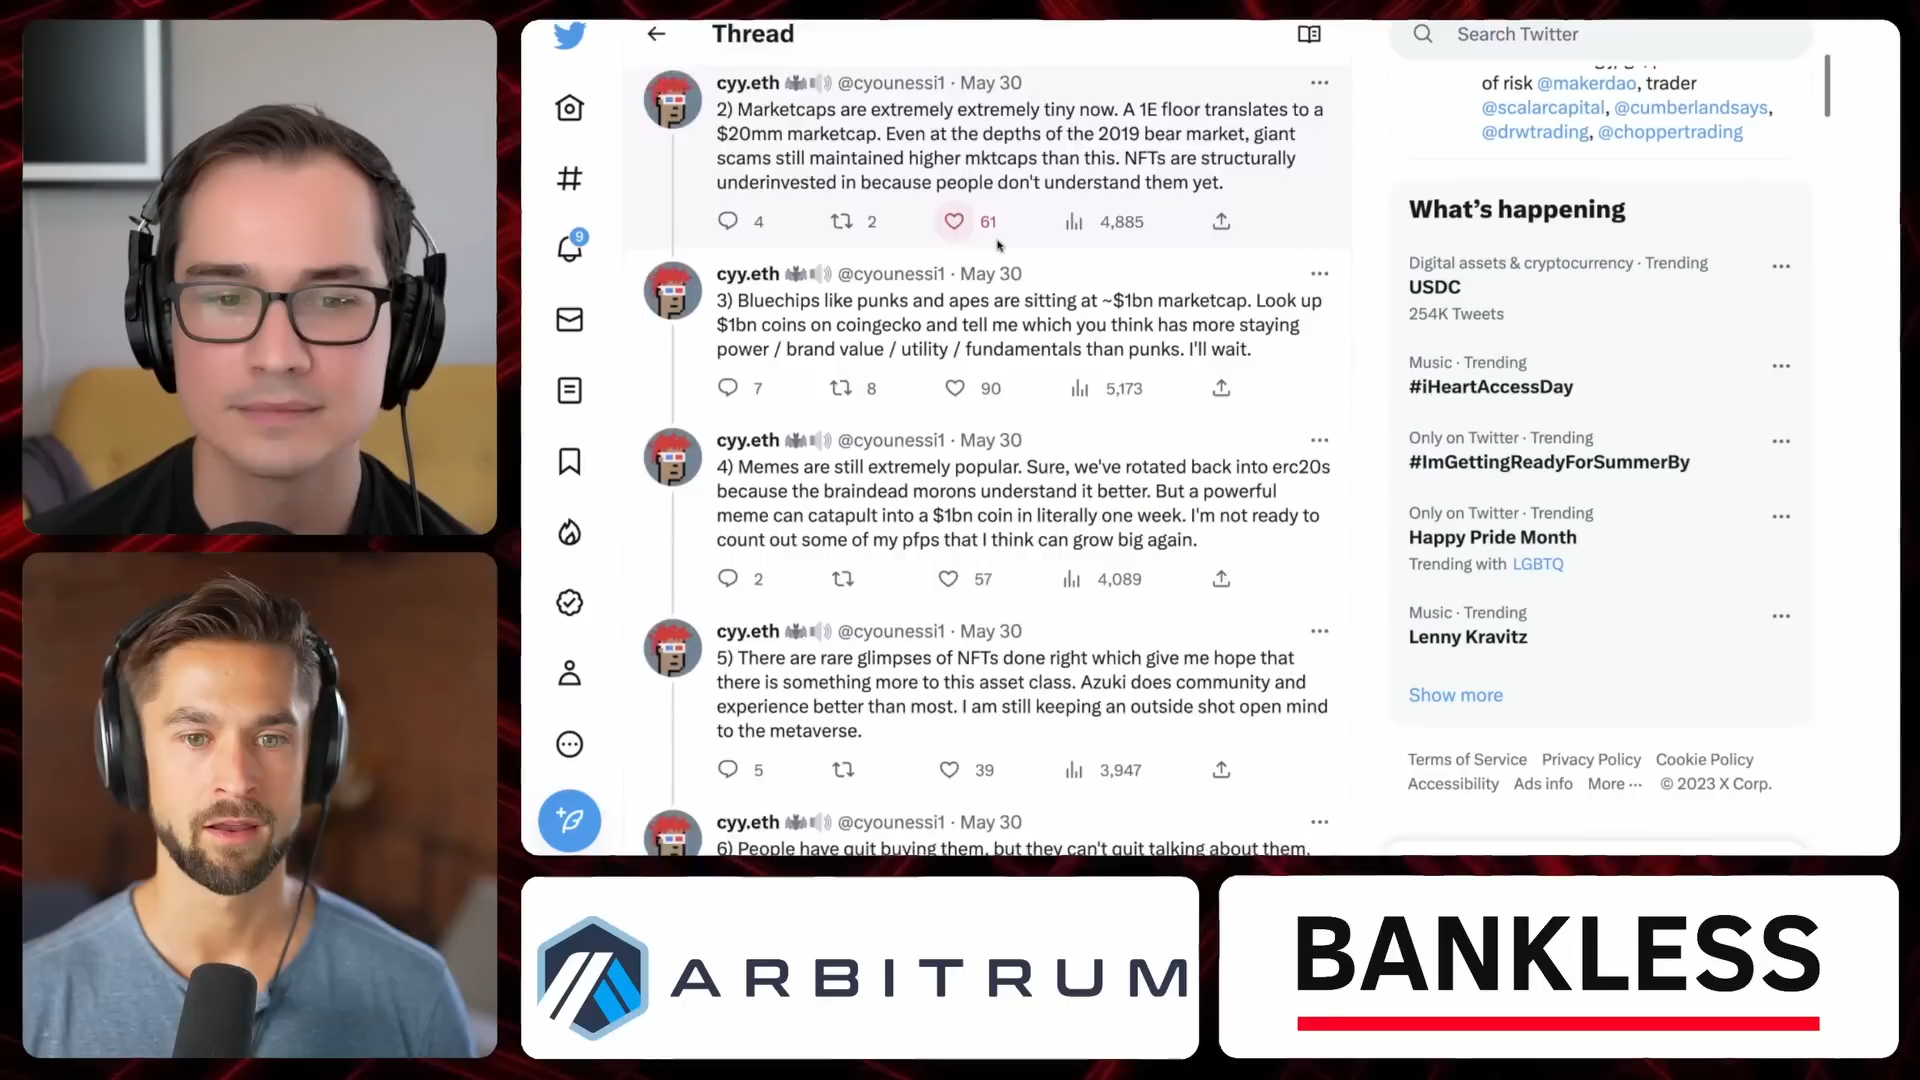 Thread
Search Twitter
cyy.eth @cyounessi1 · May 30
2) Marketcaps are extremely extremely tiny now. A 1E floor translates to a
$20mm marketcap. Even at the depths of the 2019 bear market, giant
scams still maintained higher mktcaps than this. NFTs are structurally
underinvested in because people don't understand them yet.
4 2 61 4,885
cyy.eth @cyounessi1 · May 30
3) Bluechips like punks and apes are sitting at ~$1bn marketcap. Look up
$1bn coins on coingecko and tell me which you think has more staying
power / brand value / utility / fundamentals than punks. I'll wait.
7 8 90 5,173
cyy.eth @cyounessi1 · May 30
4) Memes are still extremely popular. Sure, we've rotated back into erc20s
because the braindead morons understand it better. But a powerful
meme can catapult into a $1bn coin in literally one week. I'm not ready to
count out some of my pfps that I think can grow big again.
2 57 4,089
cyy.eth @cyounessi1 · May 30
5) There are rare glimpses of NFTs done right which give me hope that
there is something more to this asset class. Azuki does community and
experience better than most. I am still keeping an outside shot open mind
to the metaverse.
5 39 3,947
cyy.eth @cyounessi1 · May 30
6) People have quit buying them, but they can't quit talking about them.
9
of risk @makerdao, trader
@scalarcapital, @cumberlandsays,
@drwtrading, @choppertrading
What's happening
Digital assets & cryptocurrency · Trending
USDC
254K Tweets
Music · Trending
#iHeartAccessDay
Only on Twitter · Trending
#ImGettingReadyForSummerBy
Only on Twitter · Trending
Happy Pride Month
Trending with LGBTQ
Music · Trending
Lenny Kravitz
Show more
Terms of Service Privacy Policy Cookie Policy
Accessibility Ads info More ··· © 2023 X Corp.
ARBITRUM
BANKLESS